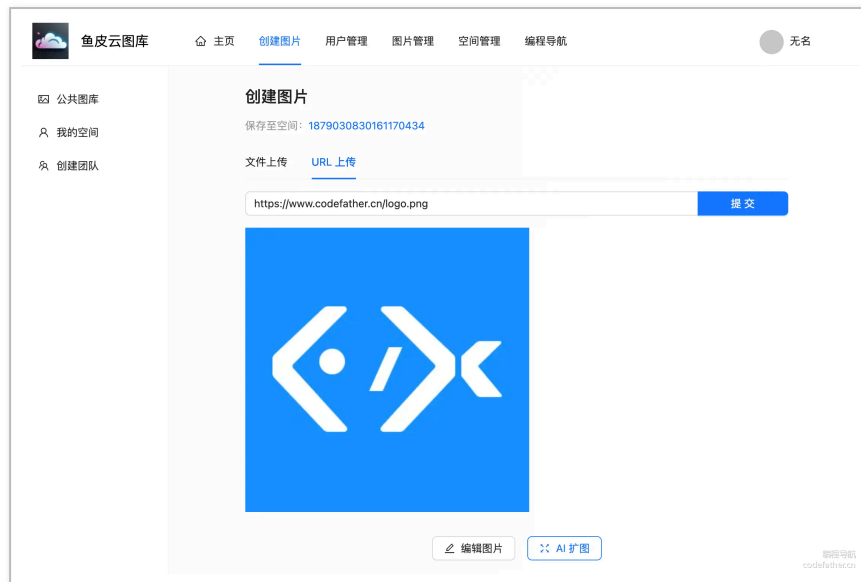 鱼皮云图库
主页 创建图片 用户管理 图片管理 空间管理 编程导航 无名
公共图库
我的空间
创建团队
创建图片
保存至空间：1879030830161170434
文件上传 URL 上传
https://www.codefather.cn/logo.png 提 交
编辑图片 AI 扩图
编程导航
codefather.cn